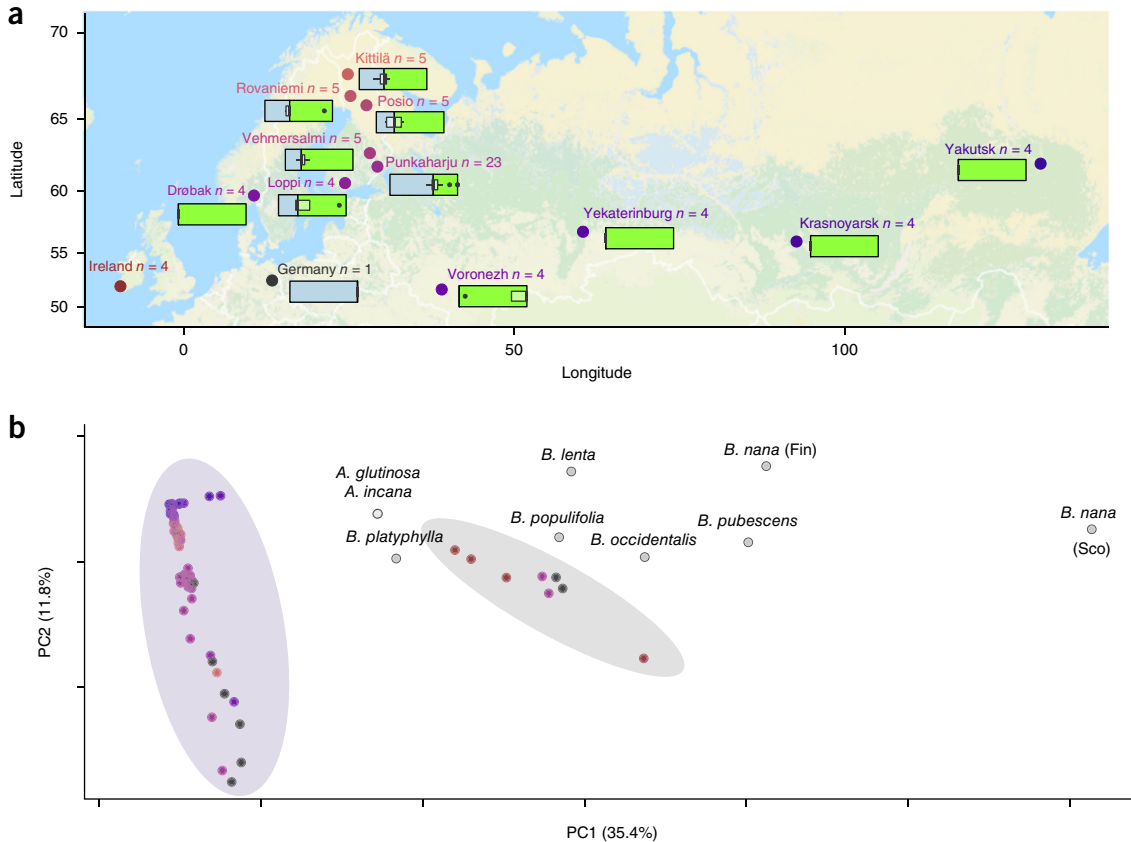 a
70
65
60
55
50
Latitude
Kittilä n = 5
Rovaniemi n = 5
Posio n = 5
Vehmersalmi n = 5
Punkaharju n = 23
Drøbak n = 4
Loppi n = 4
Yakutsk n = 4
Yekaterinburg n = 4
Krasnoyarsk n = 4
Ireland n = 4
Germany n = 1
Voronezh n = 4
0
50
100
Longitude
b
PC2 (11.8%)
A. glutinosa
A. incana
B. platyphylla
B. lenta
B. populifolia
B. occidentalis
B. nana (Fin)
B. pubescens
B. nana
(Sco)
PC1 (35.4%)